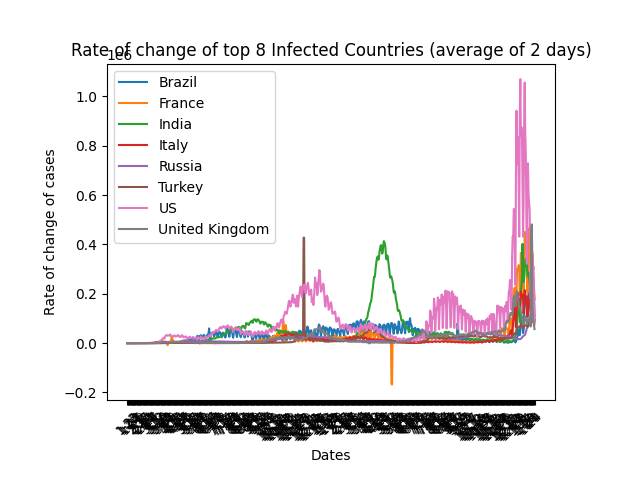 Rate of change of top 8 Infected Countries (average of 2 days)
1e6
Brazil
France
India
Italy
Russia
Turkey
US
United Kingdom
1.0
0.8
0.6
0.4
0.2
0.0
−0.2
Rate of change of cases
Dates